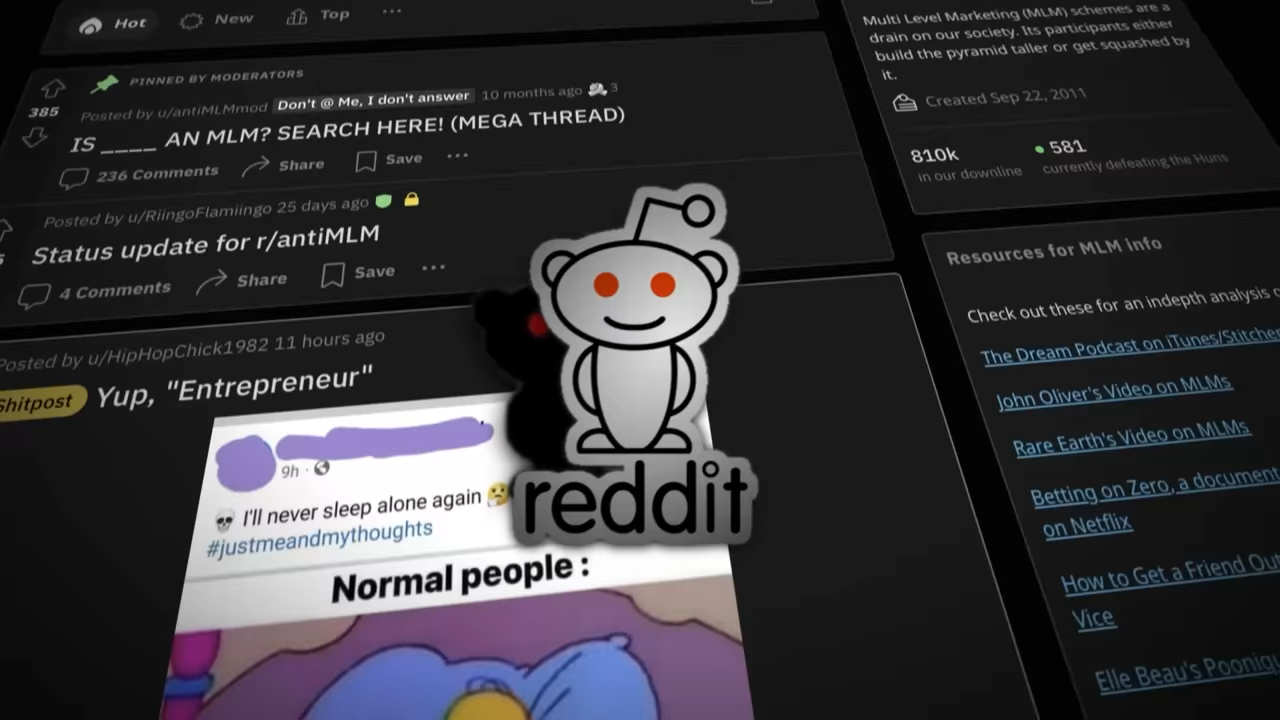 Hot New Top ...
PINNED BY MODERATORS
385
Posted by u/antiMLMmod Don't @ Me, I don't answer 10 months ago 3
IS ____ AN MLM? SEARCH HERE! (MEGA THREAD)
236 Comments Share Save ...
Posted by u/RiingoFlamiingo 25 days ago
Status update for r/antiMLM
4 Comments Share Save ...
Posted by u/HipHopChick1982 11 hours ago
Shitpost Yup, "Entrepreneur"
9h ·
I'll never sleep alone again
#justmeandmythoughts
Normal people :
reddit
Multi Level Marketing (MLM) schemes are a
drain on our society. Its participants either
build the pyramid taller or get squashed by
it.
Created Sep 22, 2011
810k 581
in our downline currently defeating the Huns
Resources for MLM info
Check out these for an indepth analysis
The Dream Podcast on iTunes/Stitcher
John Oliver's Video on MLMs
Rare Earth's Video on MLMs
Betting on Zero, a document
on Netflix
How to Get a Friend Out
Vice
Elle Beau's